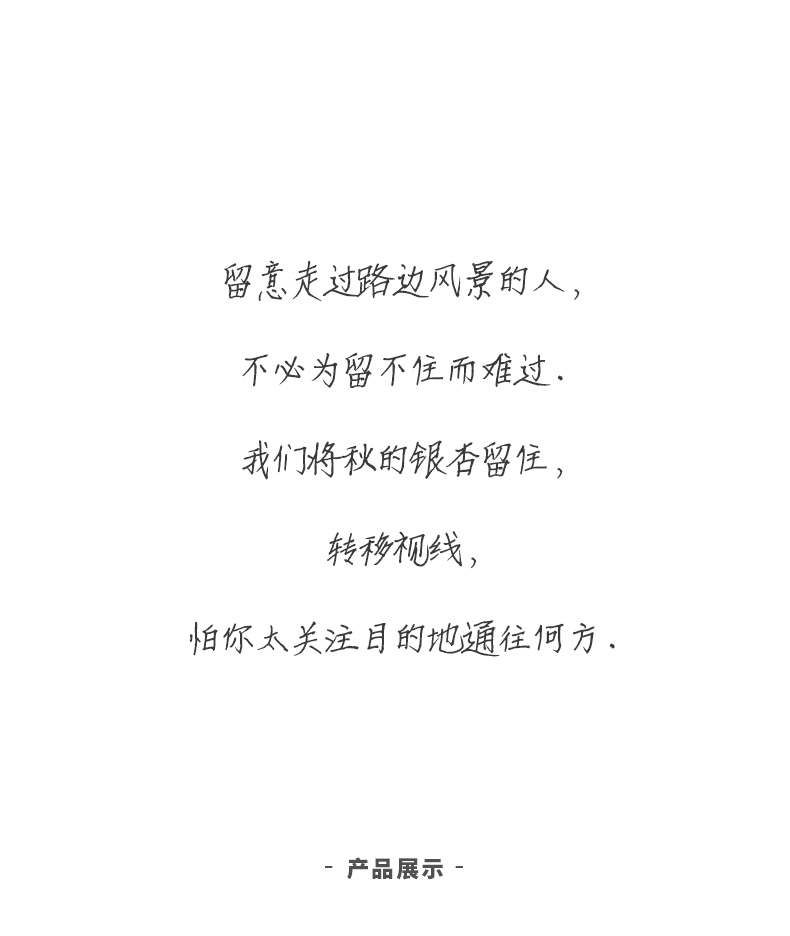 留意走过路边风景的人,
不必为留不住而难过.
我们将秋的银杏留住,
转移视线,
怕你太关注目的地通往何方.
- 产品展示 -